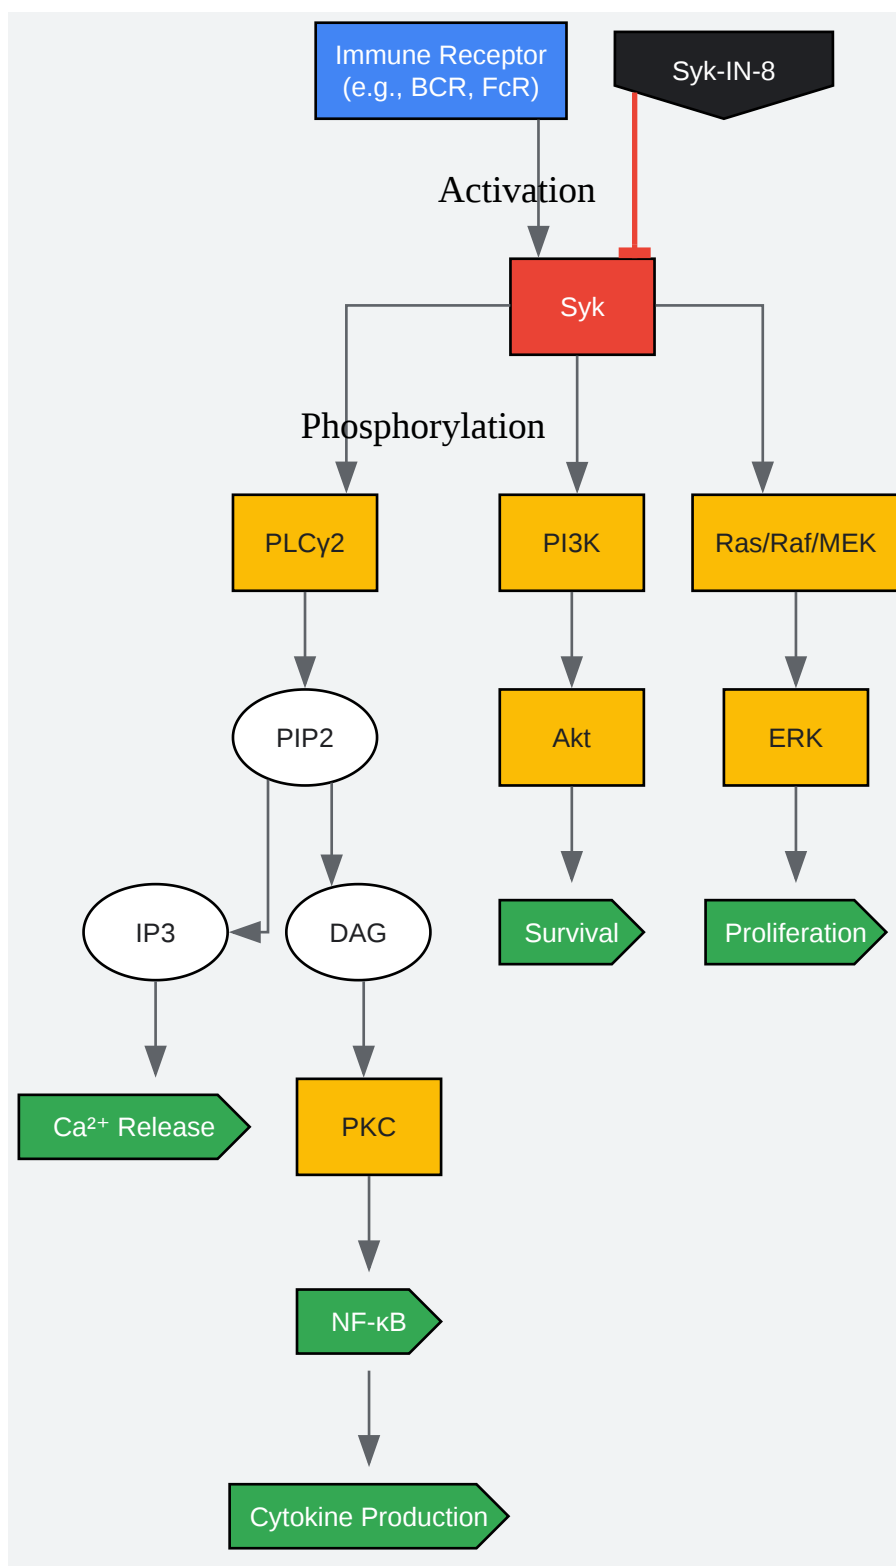 Immune Receptor
(e.g., BCR, FcR)
Syk-IN-8
Activation
Syk
Phosphorylation
PLCγ2
PI3K
Ras/Raf/MEK
PIP2
Akt
ERK
IP3
DAG
Survival
Proliferation
Ca²⁺ Release
PKC
NF-κB
Cytokine Production